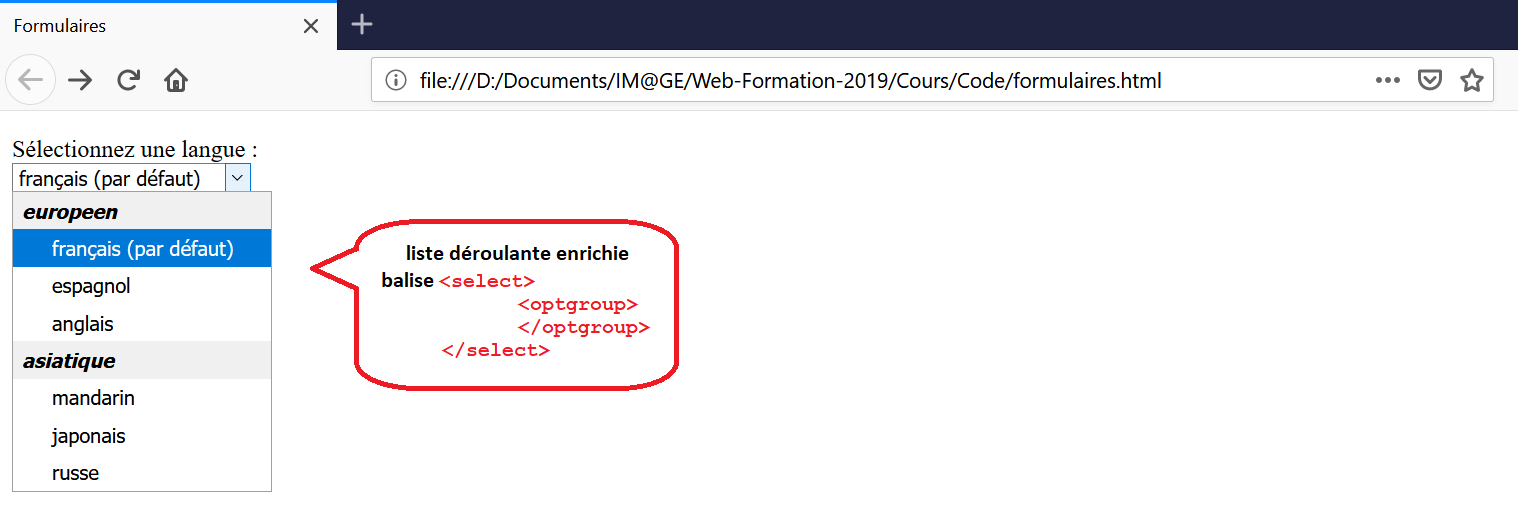 Formulaires
file:///D:/Documents/IM@GE/Web-Formation-2019/Cours/Code/formulaires.html
Sélectionnez une langue :
français (par défaut)
europeen
français (par défaut)
espagnol
anglais
asiatique
mandarin
japonais
russe
liste déroulante enrichie
balise <select>
<optgroup>
</optgroup>
</select>